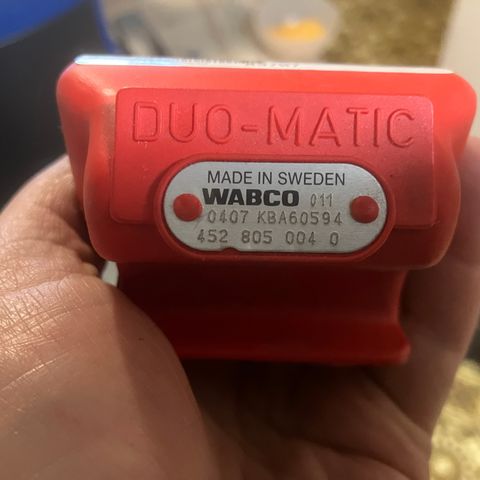 DUO-MATIC
MADE IN SWEDEN
WABCO 011
0407 KBA60594
452 805 004 0